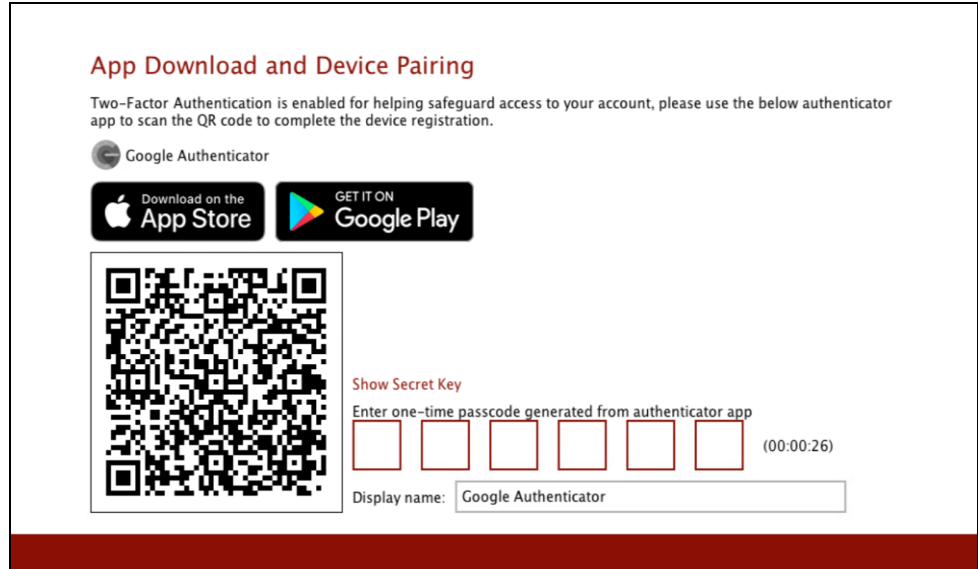 App Download and Device Pairing
Two-Factor Authentication is enabled for helping safeguard access to your account, please use the below authenticator
app to scan the QR code to complete the device registration.
Google Authenticator
Download on the
App Store
GET IT ON
Google Play
Show Secret Key
Enter one-time passcode generated from authenticator app
(00:00:26)
Display name: Google Authenticator